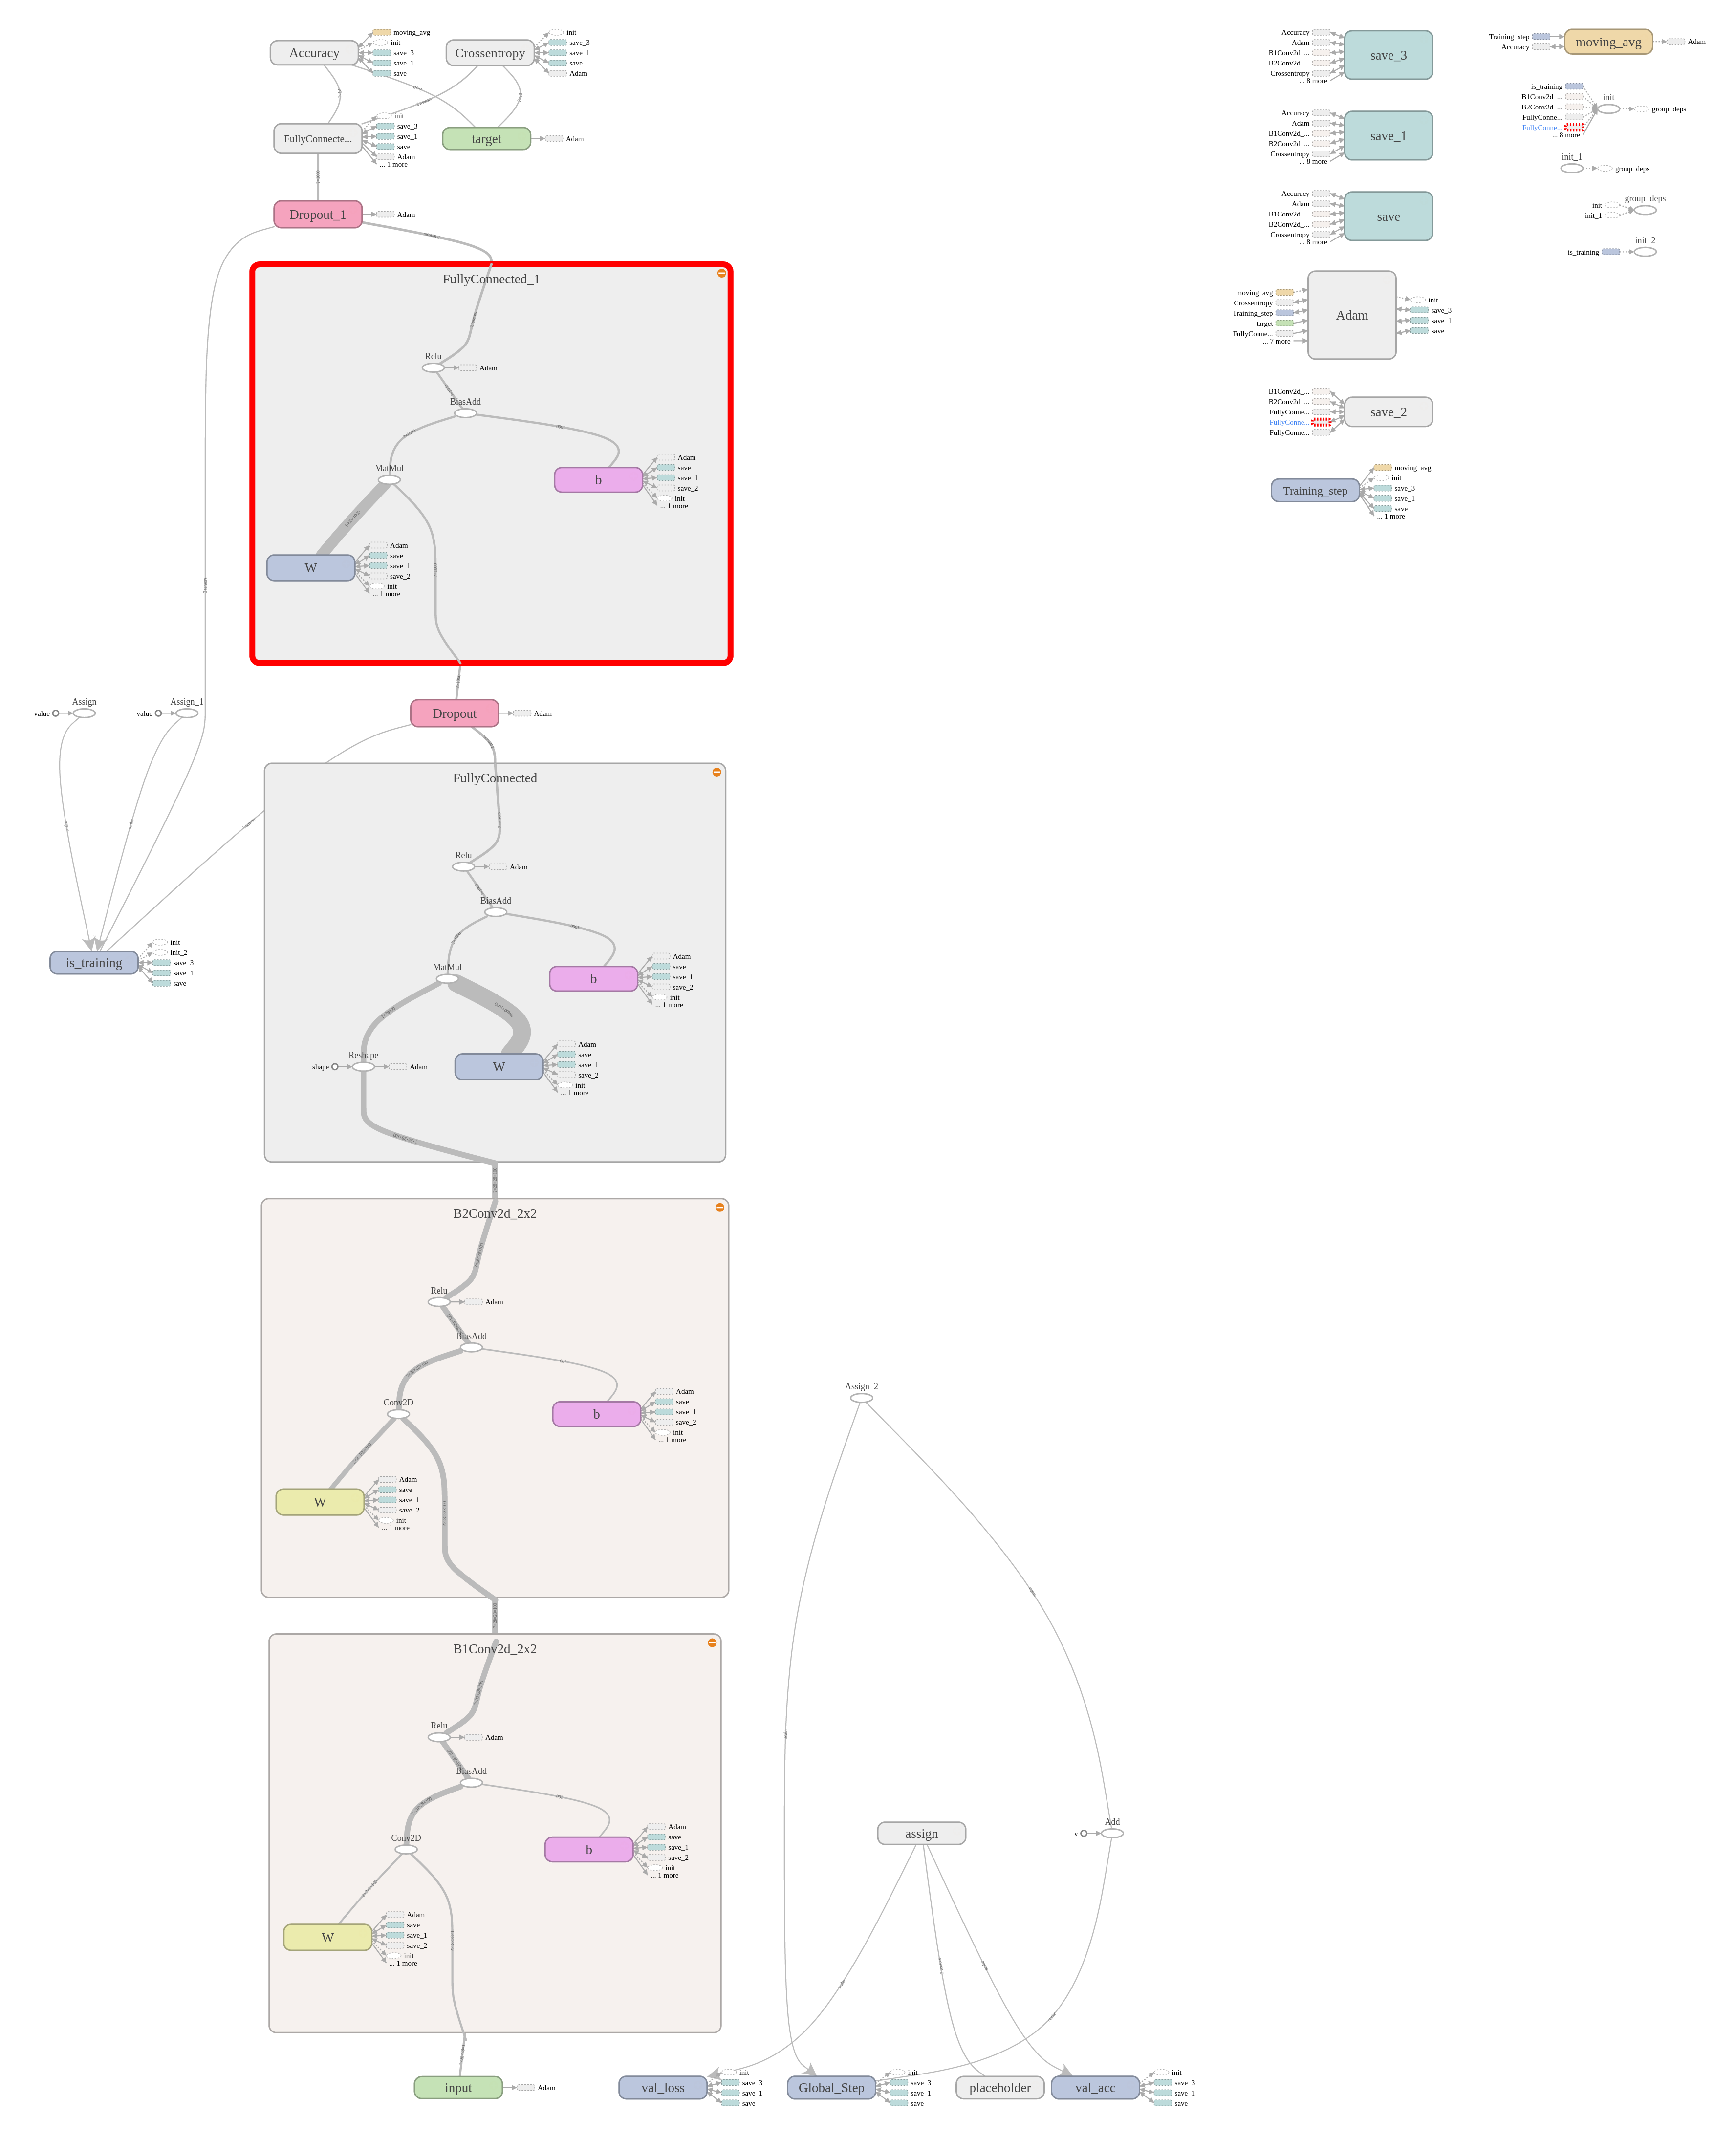 Accuracy
moving_avg
init
save_3
save_1
save
Crossentropy
init
save_3
save_1
save
Adam
FullyConnecte...
init
save_3
save_1
save
Adam
... 1 more
target
Adam
Dropout_1
Adam
FullyConnected_1
Relu
Adam
BiasAdd
MatMul
b
Adam
save
save_1
save_2
init
... 1 more
W
Adam
save
save_1
save_2
init
... 1 more
Assign
value
Assign_1
value
Dropout
Adam
FullyConnected
Relu
Adam
BiasAdd
MatMul
b
Adam
save
save_1
save_2
init
... 1 more
Reshape
shape
Adam
W
Adam
save
save_1
save_2
init
... 1 more
is_training
init
init_2
save_3
save_1
save
B2Conv2d_2x2
Relu
Adam
BiasAdd
Conv2D
b
Adam
save
save_1
save_2
init
... 1 more
W
Adam
save
save_1
save_2
init
... 1 more
B1Conv2d_2x2
Relu
Adam
BiasAdd
Conv2D
b
Adam
save
save_1
save_2
init
... 1 more
W
Adam
save
save_1
save_2
init
... 1 more
input
Adam
Assign_2
assign
Add
y
val_loss
init
save_3
save_1
save
Global_Step
init
save_3
save_1
save
placeholder
val_acc
init
save_3
save_1
save
Accuracy
Adam
B1Conv2d_...
B2Conv2d_...
Crossentropy
... 8 more
save_3
Accuracy
Adam
B1Conv2d_...
B2Conv2d_...
Crossentropy
... 8 more
save_1
Accuracy
Adam
B1Conv2d_...
B2Conv2d_...
Crossentropy
... 8 more
save
moving_avg
Crossentropy
Training_step
target
FullyConne...
... 7 more
Adam
init
save_3
save_1
save
B1Conv2d_...
B2Conv2d_...
FullyConne...
FullyConne...
FullyConne...
save_2
Training_step
moving_avg
init
save_3
save_1
save
... 1 more
Training_step
Accuracy
moving_avg
Adam
is_training
B1Conv2d_...
B2Conv2d_...
FullyConne...
FullyConne...
... 8 more
init
group_deps
init_1
group_deps
group_deps
init
init_1
init_2
is_training